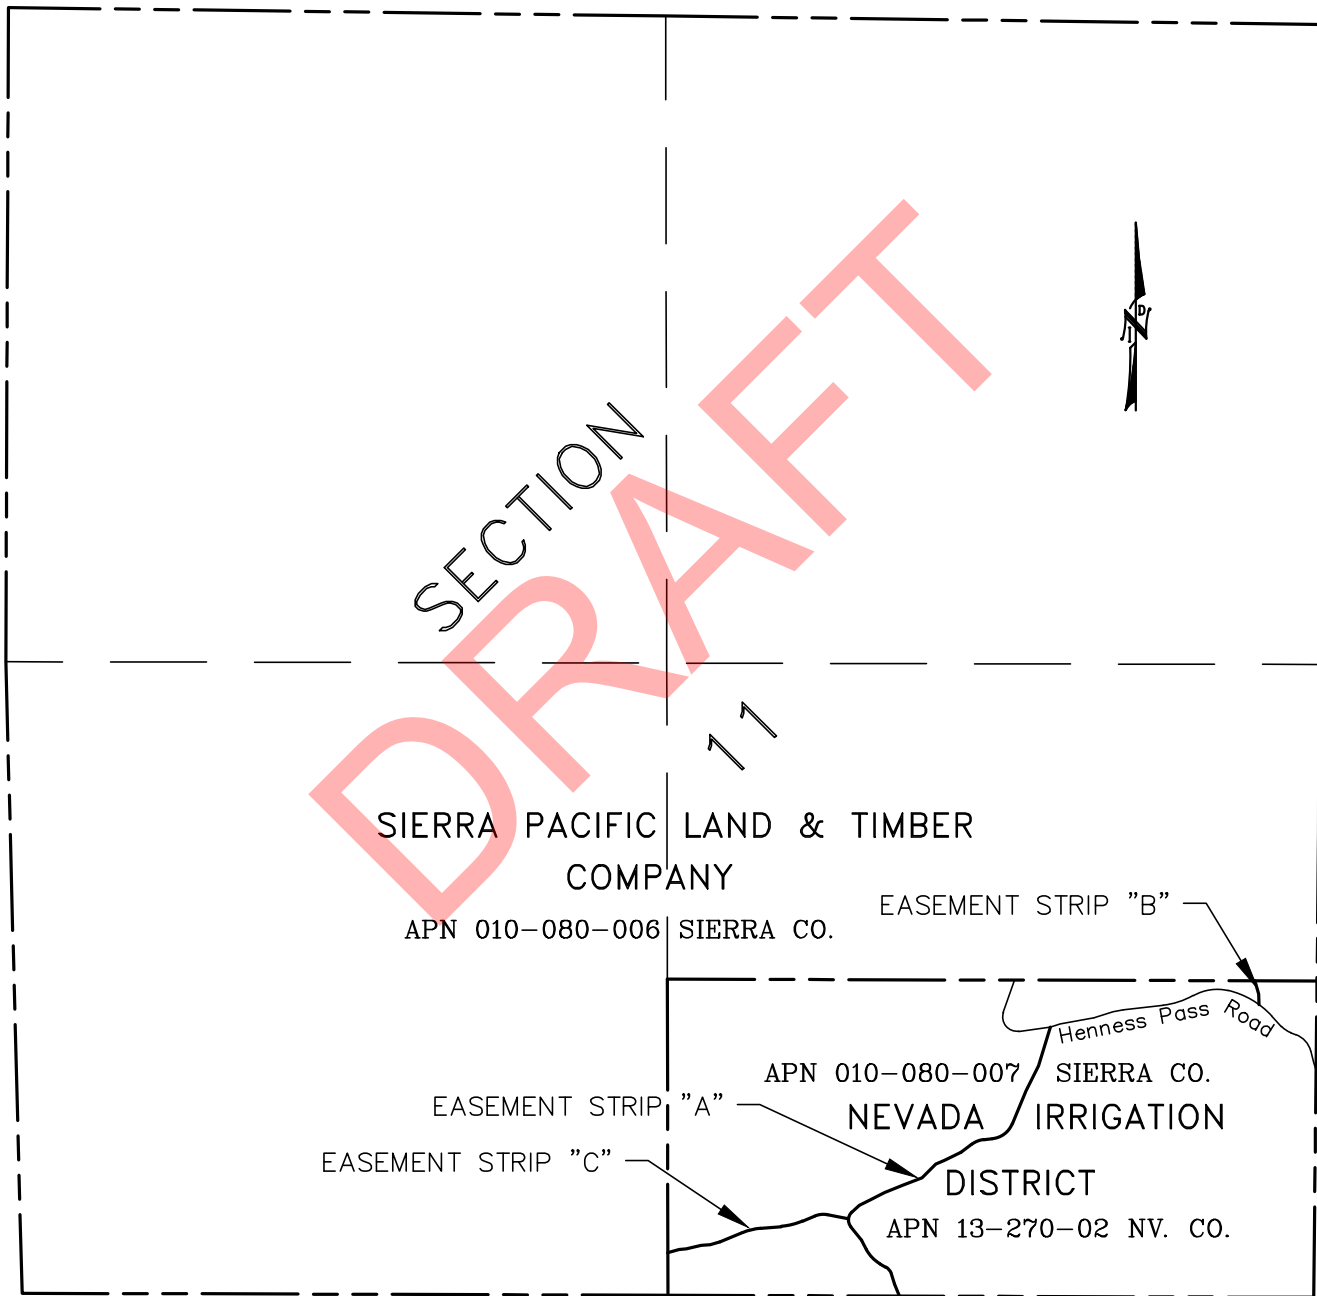 N
I D
SECTION
11
DRAFT
SIERRA PACIFIC LAND & TIMBER
COMPANY
APN 010-080-006 SIERRA CO.
EASEMENT STRIP "B"
Henness Pass Road
APN 010-080-007 SIERRA CO.
EASEMENT STRIP "A"
NEVADA IRRIGATION
EASEMENT STRIP "C"
DISTRICT
APN 13-270-02 NV. CO.